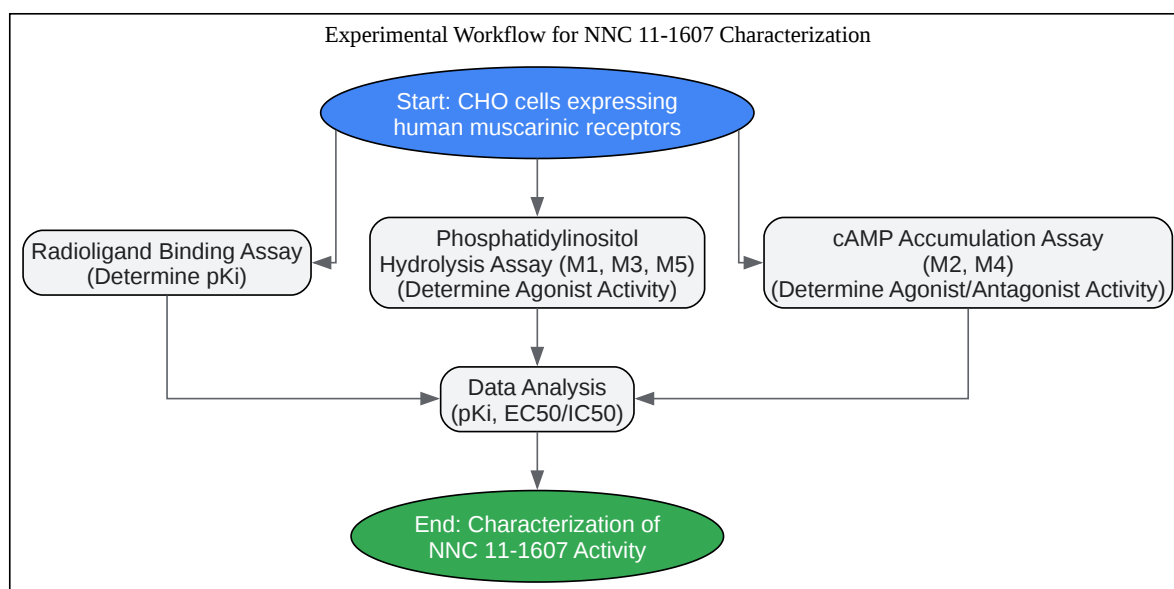 Experimental Workflow for NNC 11-1607 Characterization
Start: CHO cells expressing
human muscarinic receptors
Radioligand Binding Assay
(Determine pKi)
Phosphatidylinositol
Hydrolysis Assay (M1, M3, M5)
(Determine Agonist Activity)
cAMP Accumulation Assay
(M2, M4)
(Determine Agonist/Antagonist Activity)
Data Analysis
(pKi, EC50/IC50)
End: Characterization of
NNC 11-1607 Activity